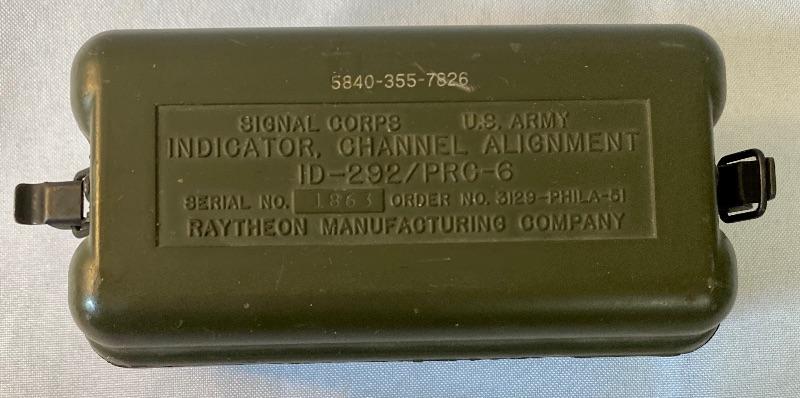 5840-355-7826
SIGNAL CORPS U.S. ARMY
INDICATOR, CHANNEL ALIGNMENT
ID-292/PRC-6
SERIAL NO. 1863 ORDER NO. 3129-PHILA-51
RAYTHEON MANUFACTURING COMPANY